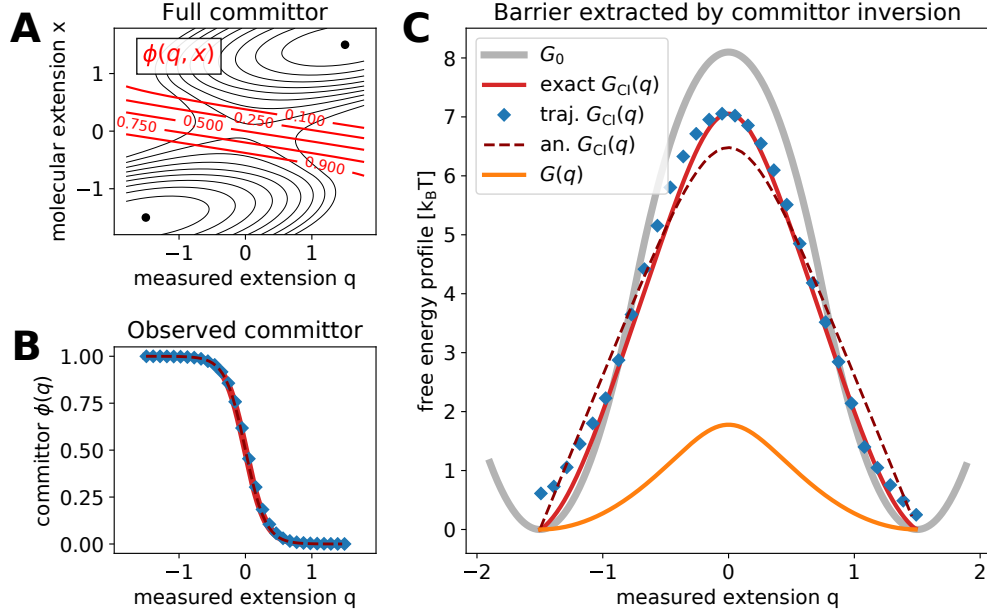 A
Full committor
molecular extension x
1
0
−1
ϕ(q, x)
0.750
0.500
0.250
0.100
0.900
−1
0
1
measured extension q
B
Observed committor
committor ϕ(q)
1.00
0.75
0.50
0.25
0.00
−1
0
1
measured extension q
C
Barrier extracted by committor inversion
free energy profile [kBT]
8
7
6
5
4
3
2
1
0
G0
exact GCI(q)
traj. GCI(q)
an. GCI(q)
G(q)
−2
−1
0
1
2
measured extension q